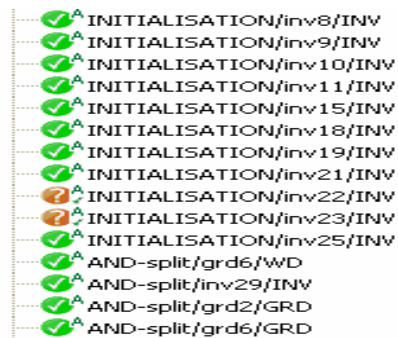 INITIALISATION/inv8/INV
INITIALISATION/inv9/INV
INITIALISATION/inv10/INV
INITIALISATION/inv11/INV
INITIALISATION/inv15/INV
INITIALISATION/inv18/INV
INITIALISATION/inv19/INV
INITIALISATION/inv21/INV
INITIALISATION/inv22/INV
INITIALISATION/inv23/INV
INITIALISATION/inv25/INV
AND-split/grd6/WD
AND-split/inv29/INV
AND-split/grd2/GRD
AND-split/grd6/GRD